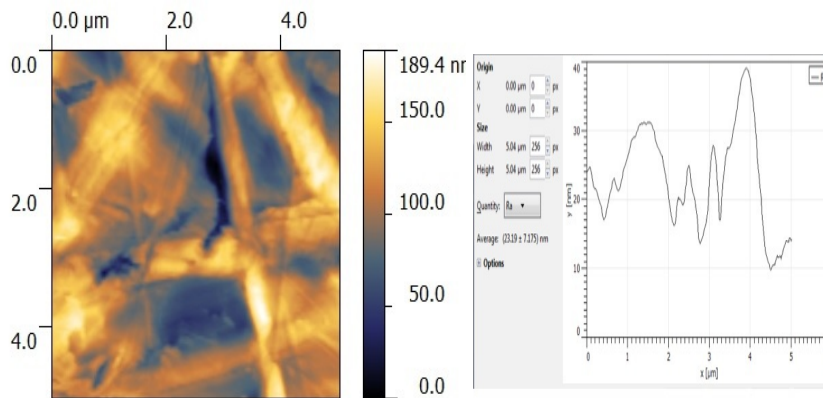 0.0 µm 2.0 4.0
0.0
2.0
4.0
189.4 nm
150.0
100.0
50.0
0.0
Origin
X 0.00 µm 0 px
Y 0.00 µm 0 px
Size
Width 5.04 µm 256 px
Height 5.04 µm 256 px
Quantity: Ra
Average: (23.19 ± 7.175) nm
Options
40
30
20
10
0
y [nm]
0 1 2 3 4 5
x [µm]